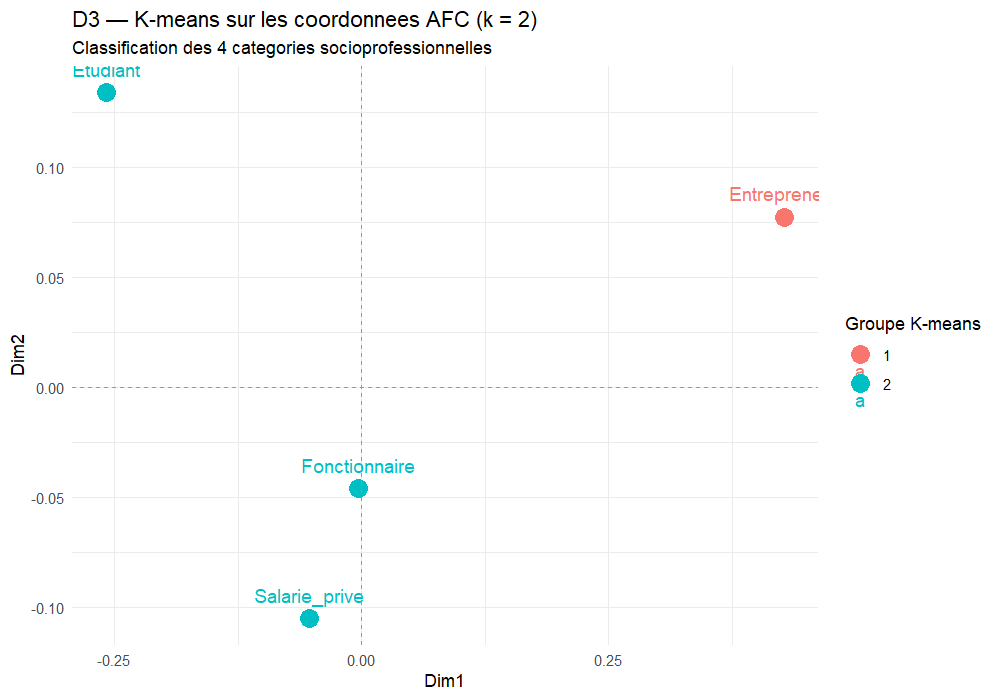 D3 — K-means sur les coordonnees AFC (k = 2)
Classification des 4 categories socioprofessionnelles
Etudiant
0.10
Entreprene
0.05
Groupe K-means
1
a
0.00
2
a
Fonctionnaire
-0.05
Salarie_prive
-0.10
-0.25
0.00
0.25
Dim1
Dim2